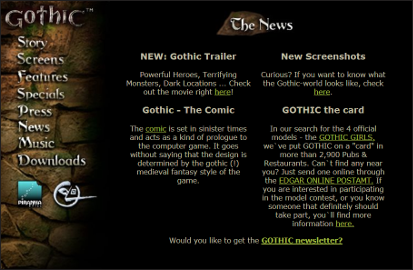 GOTHIC™
Story
Screens
Features
Specials
Press
News
Music
Downloads
PIRANHA
The News
NEW: Gothic Trailer
Powerful Heroes, Terrifying
Monsters, Dark Locations ... Check
out the movie right here!
Gothic - The Comic
The comic is set in sinister times
and acts as a kind of prologue to
the computer game. It goes
without saying that the design is
determined by the gothic (!)
medieval fantasy style of the
game.
New Screenshots
Curious? If you want to know what
the Gothic-world looks like, check
here.
GOTHIC the card
In our search for the 4 official
models - the GOTHIC GIRLS,
we`ve put GOTHIC on a "card" in
more than 2,900 Pubs &
Restaurants. Can`t find any near
you? Just send one online through
the EDGAR ONLINE POSTAMT. If
you are interested in participating
in the model contest, or you know
someone that definitely should
take part, you`ll find more
information here.
Would you like to get the GOTHIC newsletter?